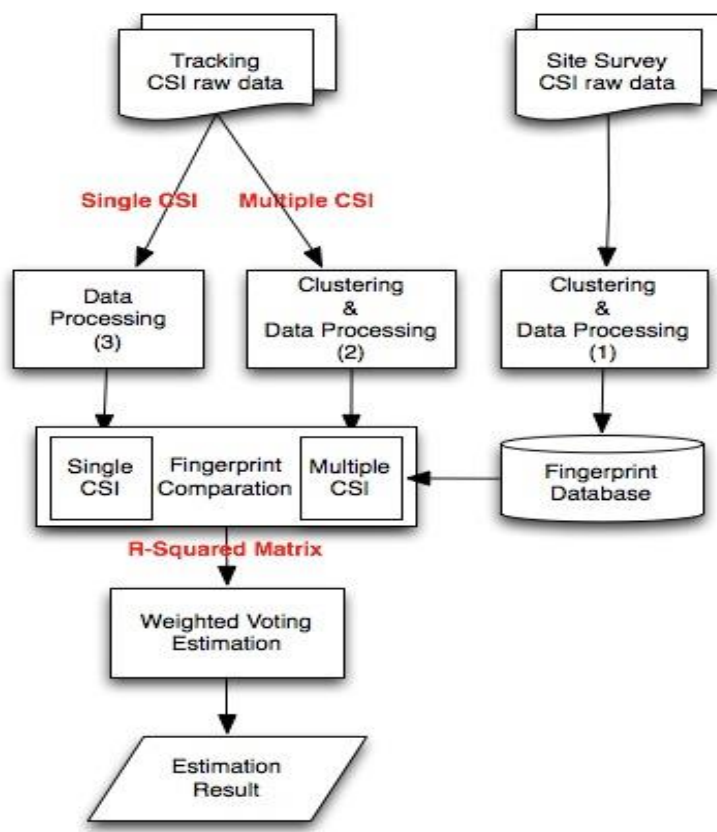 Tracking
CSI raw data
Site Survey
CSI raw data
Single CSI
Multiple CSI
Data
Processing
(3)
Clustering
&
Data Processing
(2)
Clustering
&
Data Processing
(1)
Single
CSI
Fingerprint
Comparation
Multiple
CSI
Fingerprint
Database
R-Squared Matrix
Weighted Voting
Estimation
Estimation
Result